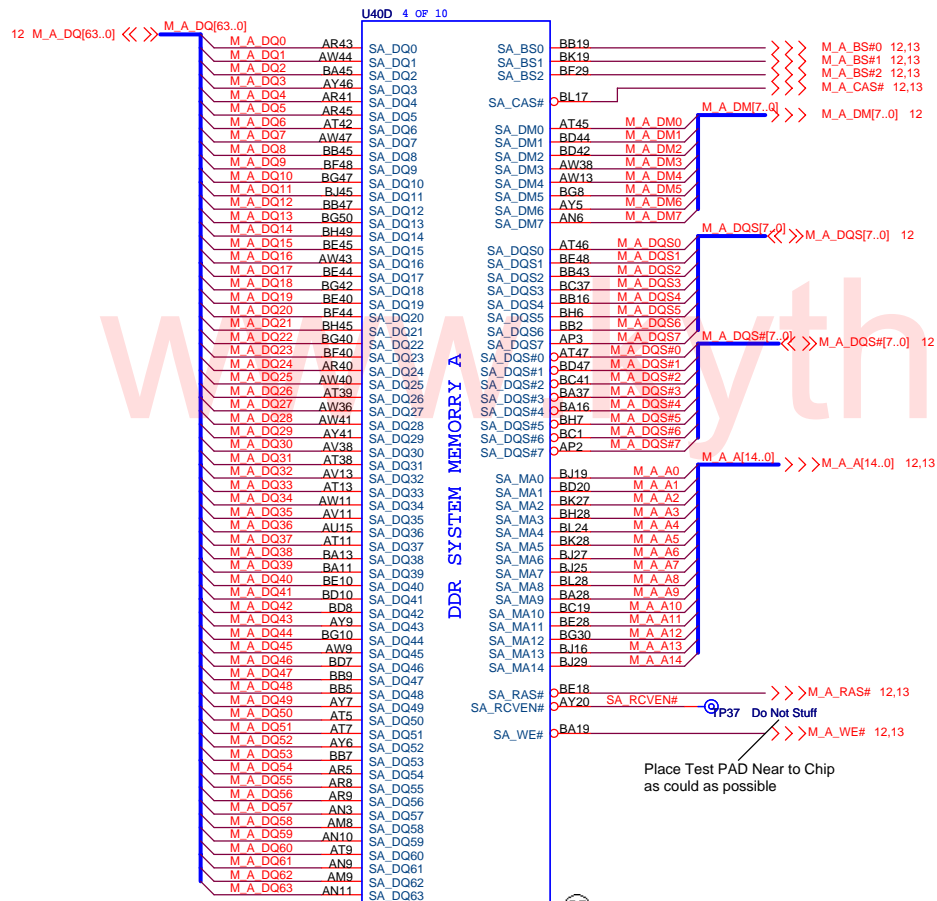 U40D 4 OF 10
12 M_A_DQ[63..0] M_A_DQ[63..0]
M_A_DQ0 AR43 SA_DQ0
M_A_DQ1 AW44 SA_DQ1
M_A_DQ2 BA45 SA_DQ2
M_A_DQ3 AY46 SA_DQ3
M_A_DQ4 AR41 SA_DQ4
M_A_DQ5 AR45 SA_DQ5
M_A_DQ6 AT42 SA_DQ6
M_A_DQ7 AW47 SA_DQ7
M_A_DQ8 BB45 SA_DQ8
M_A_DQ9 BF48 SA_DQ9
M_A_DQ10 BG47 SA_DQ10
M_A_DQ11 BJ45 SA_DQ11
M_A_DQ12 BB47 SA_DQ12
M_A_DQ13 BG50 SA_DQ13
M_A_DQ14 BH49 SA_DQ14
M_A_DQ15 BE45 SA_DQ15
M_A_DQ16 AW43 SA_DQ16
M_A_DQ17 BE44 SA_DQ17
M_A_DQ18 BG42 SA_DQ18
M_A_DQ19 BE40 SA_DQ19
M_A_DQ20 BF44 SA_DQ20
M_A_DQ21 BH45 SA_DQ21
M_A_DQ22 BG40 SA_DQ22
M_A_DQ23 BF40 SA_DQ23
M_A_DQ24 AR40 SA_DQ24
M_A_DQ25 AW40 SA_DQ25
M_A_DQ26 AT39 SA_DQ26
M_A_DQ27 AW36 SA_DQ27
M_A_DQ28 AW41 SA_DQ28
M_A_DQ29 AY41 SA_DQ29
M_A_DQ30 AV38 SA_DQ30
M_A_DQ31 AT38 SA_DQ31
M_A_DQ32 AV13 SA_DQ32
M_A_DQ33 AT13 SA_DQ33
M_A_DQ34 AW11 SA_DQ34
M_A_DQ35 AV11 SA_DQ35
M_A_DQ36 AU15 SA_DQ36
M_A_DQ37 AT11 SA_DQ37
M_A_DQ38 BA13 SA_DQ38
M_A_DQ39 BA11 SA_DQ39
M_A_DQ40 BE10 SA_DQ40
M_A_DQ41 BD10 SA_DQ41
M_A_DQ42 BD8 SA_DQ42
M_A_DQ43 AY9 SA_DQ43
M_A_DQ44 BG10 SA_DQ44
M_A_DQ45 AW9 SA_DQ45
M_A_DQ46 BD7 SA_DQ46
M_A_DQ47 BB9 SA_DQ47
M_A_DQ48 BB5 SA_DQ48
M_A_DQ49 AY7 SA_DQ49
M_A_DQ50 AT5 SA_DQ50
M_A_DQ51 AT7 SA_DQ51
M_A_DQ52 AY6 SA_DQ52
M_A_DQ53 BB7 SA_DQ53
M_A_DQ54 AR5 SA_DQ54
M_A_DQ55 AR8 SA_DQ55
M_A_DQ56 AR9 SA_DQ56
M_A_DQ57 AN3 SA_DQ57
M_A_DQ58 AM8 SA_DQ58
M_A_DQ59 AN10 SA_DQ59
M_A_DQ60 AT9 SA_DQ60
M_A_DQ61 AN9 SA_DQ61
M_A_DQ62 AM9 SA_DQ62
M_A_DQ63 AN11 SA_DQ63
DDR SYSTEM MEMORRY A
SA_BS0 BB19 M_A_BS#0 12,13
SA_BS1 BK19 M_A_BS#1 12,13
SA_BS2 BF29 M_A_BS#2 12,13
SA_CAS# BL17 M_A_CAS# 12,13
M_A_DM[7..0] M_A_DM[7..0] 12
SA_DM0 AT45 M_A_DM0
SA_DM1 BD44 M_A_DM1
SA_DM2 BD42 M_A_DM2
SA_DM3 AW38 M_A_DM3
SA_DM4 AW13 M_A_DM4
SA_DM5 BG8 M_A_DM5
SA_DM6 AY5 M_A_DM6
SA_DM7 AN6 M_A_DM7
M_A_DQS[7..0] M_A_DQS[7..0] 12
SA_DQS0 AT46 M_A_DQS0
SA_DQS1 BE48 M_A_DQS1
SA_DQS2 BB43 M_A_DQS2
SA_DQS3 BC37 M_A_DQS3
SA_DQS4 BB16 M_A_DQS4
SA_DQS5 BH6 M_A_DQS5
SA_DQS6 BB2 M_A_DQS6
SA_DQS7 AP3 M_A_DQS7
M_A_DQS#[7..0] M_A_DQS#[7..0] 12
SA_DQS#0 AT47 M_A_DQS#0
SA_DQS#1 BD47 M_A_DQS#1
SA_DQS#2 BC41 M_A_DQS#2
SA_DQS#3 BA37 M_A_DQS#3
SA_DQS#4 BA16 M_A_DQS#4
SA_DQS#5 BH7 M_A_DQS#5
SA_DQS#6 BC1 M_A_DQS#6
SA_DQS#7 AP2 M_A_DQS#7
M_A_A[14..0] M_A_A[14..0] 12,13
SA_MA0 BJ19 M_A_A0
SA_MA1 BD20 M_A_A1
SA_MA2 BK27 M_A_A2
SA_MA3 BH28 M_A_A3
SA_MA4 BL24 M_A_A4
SA_MA5 BK28 M_A_A5
SA_MA6 BJ27 M_A_A6
SA_MA7 BJ25 M_A_A7
SA_MA8 BL28 M_A_A8
SA_MA9 BA28 M_A_A9
SA_MA10 BC19 M_A_A10
SA_MA11 BE28 M_A_A11
SA_MA12 BG30 M_A_A12
SA_MA13 BJ16 M_A_A13
SA_MA14 BJ29 M_A_A14
SA_RAS# BE18 M_A_RAS# 12,13
SA_RCVEN# AY20 SA_RCVEN# TP37 Do Not Stuff
SA_WE# BA19 M_A_WE# 12,13
Place Test PAD Near to Chip
as could as possible